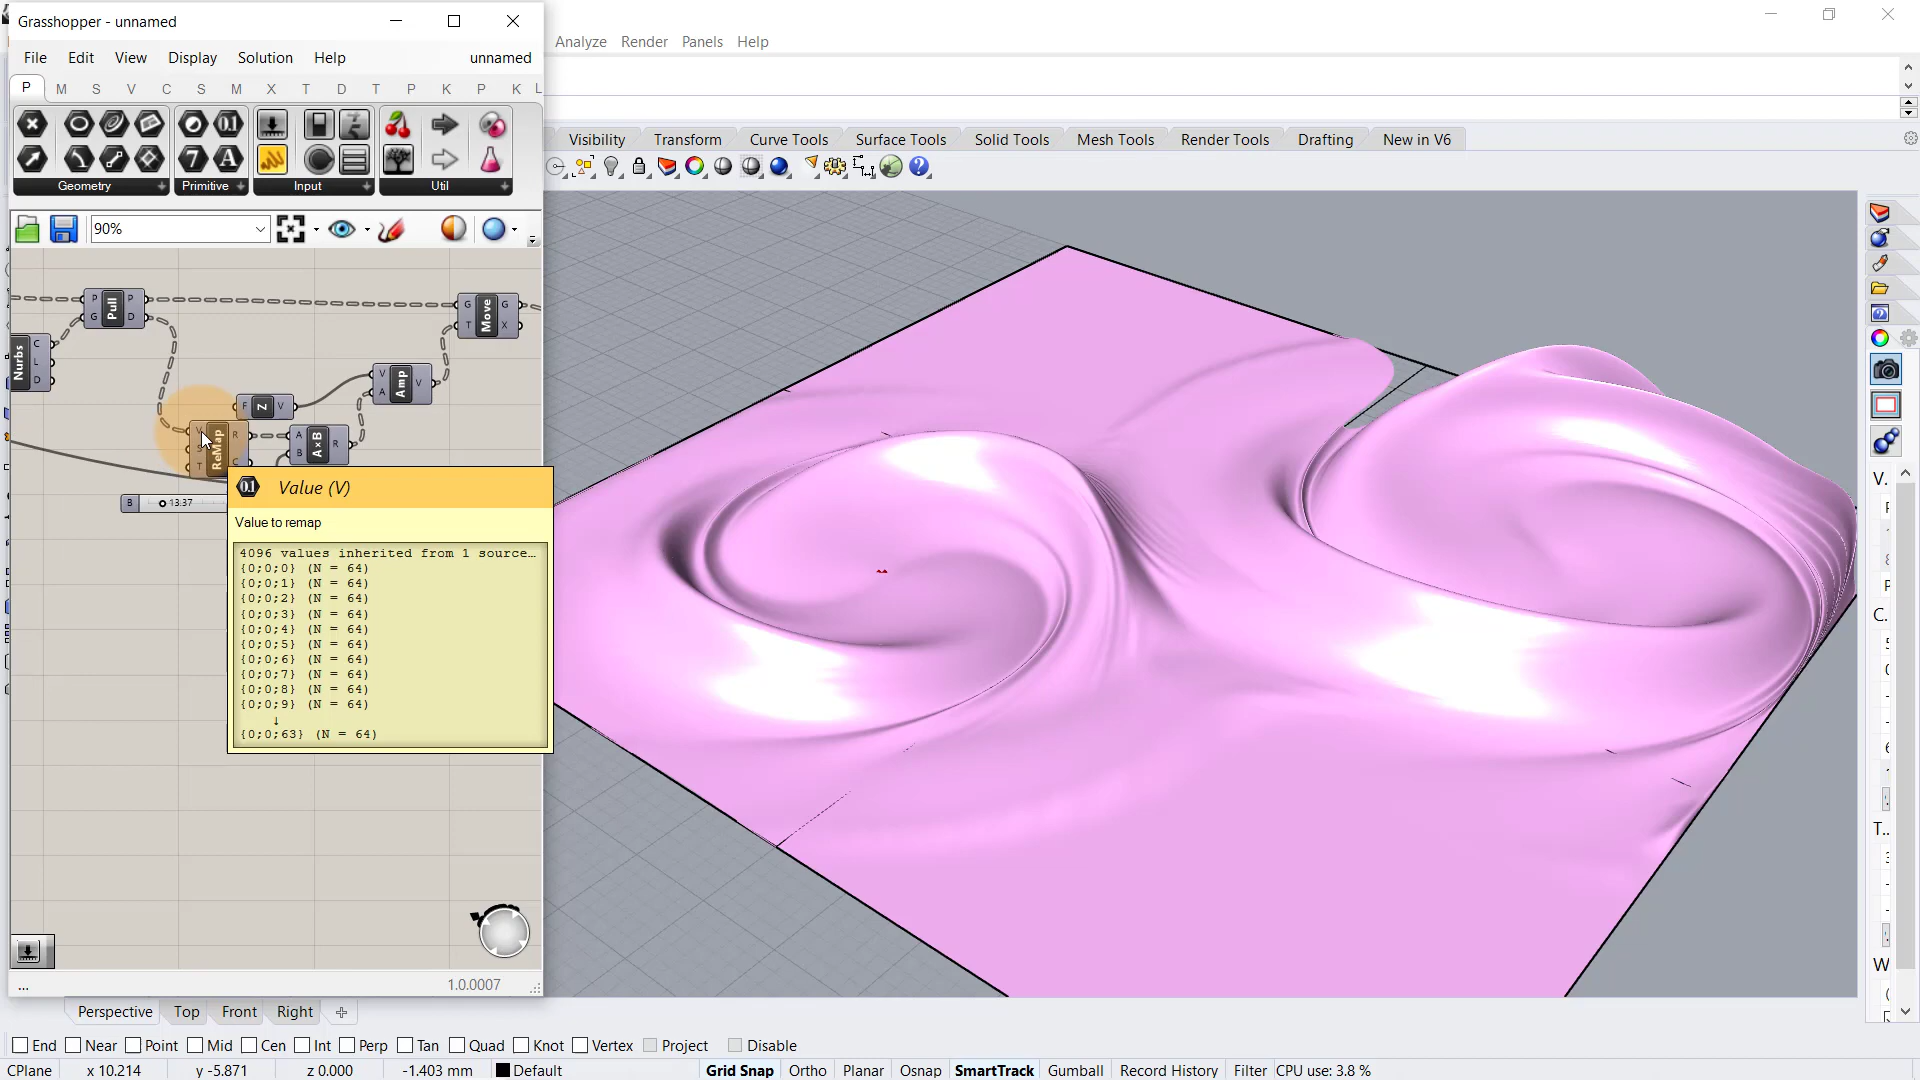 Grasshopper - unnamed
File Edit View Display Solution Help unnamed
P M S V C S M X T D T P K P K L
Geometry Primitive Input Util
90%
Pull P G P D
Nurbs C L D
Move G T G X
Amp V A V
F Z V
ReMap V S T R C
A×B A B R
B 13.37
Value (V)
Value to remap
4096 values inherited from 1 source…
{0;0;0} (N = 64)
{0;0;1} (N = 64)
{0;0;2} (N = 64)
{0;0;3} (N = 64)
{0;0;4} (N = 64)
{0;0;5} (N = 64)
{0;0;6} (N = 64)
{0;0;7} (N = 64)
{0;0;8} (N = 64)
{0;0;9} (N = 64)
↓
{0;0;63} (N = 64)
...
1.0.0007
Analyze Render Panels Help
Visibility Transform Curve Tools Surface Tools Solid Tools Mesh Tools Render Tools Drafting New in V6
V.
C.
T..
W
Perspective Top Front Right
End Near Point Mid Cen Int Perp Tan Quad Knot Vertex Project Disable
CPlane x 10.214 y -5.871 z 0.000 -1.403 mm Default Grid Snap Ortho Planar Osnap SmartTrack Gumball Record History Filter CPU use: 3.8 %